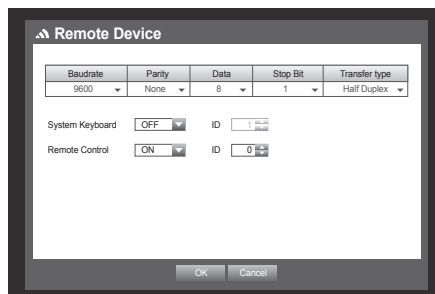 Remote Device
Baudrate Parity Data Stop Bit Transfer type
9600 None 8 1 Half Duplex
System Keyboard OFF ID 1
Remote Control ON ID 0
OK Cancel